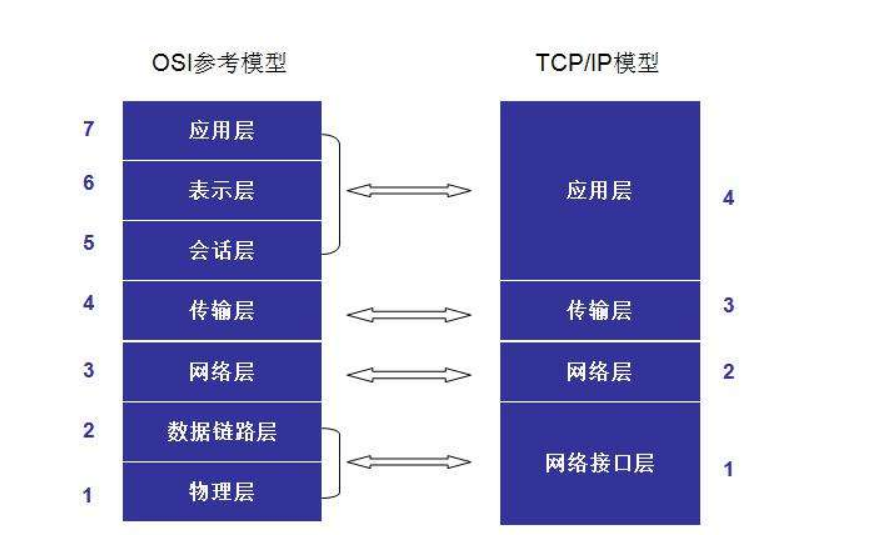 OSI参考模型
TCP/IP模型
7
应用层
6
表示层
5
会话层
4
传输层
3
网络层
2
数据链路层
1
物理层
应用层
4
传输层
3
网络层
2
网络接口层
1